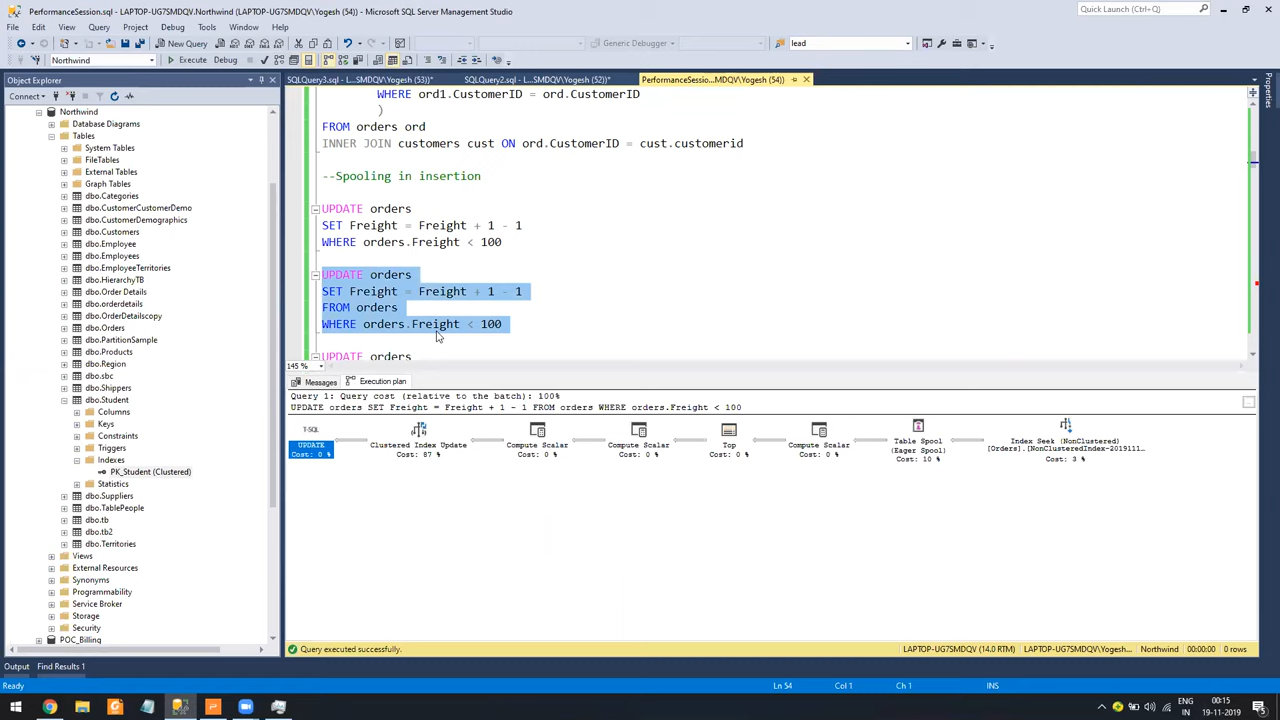 PerformanceSession.sql - LAPTOP-UG7SMDQV.Northwind (LAPTOP-UG7SMDQV\Yogesh (54)) - Microsoft SQL Server Management Studio
Quick Launch (Ctrl+Q)
File Edit View Query Project Debug Tools Window Help
New Query
Generic Debugger
lead
Northwind
Execute Debug
Object Explorer
SQLQuery3.sql - L...SMDQV\Yogesh (53))*
SQLQuery2.sql - L...SMDQV\Yogesh (52))*
PerformanceSessio...MDQV\Yogesh (54))
Properties
Connect
Northwind
Database Diagrams
Tables
System Tables
FileTables
External Tables
Graph Tables
dbo.Categories
dbo.CustomerCustomerDemo
dbo.CustomerDemographics
dbo.Customers
dbo.Employee
dbo.Employees
dbo.EmployeeTerritories
dbo.HierarchyTB
dbo.Order Details
dbo.orderdetails
dbo.OrderDetailscopy
dbo.Orders
dbo.PartitionSample
dbo.Products
dbo.Region
dbo.sbc
dbo.Shippers
dbo.Student
Columns
Keys
Constraints
Triggers
Indexes
PK_Student (Clustered)
Statistics
dbo.Suppliers
dbo.TablePeople
dbo.tb
dbo.tb2
dbo.Territories
Views
External Resources
Synonyms
Programmability
Service Broker
Storage
Security
POC_Billing
WHERE ord1.CustomerID = ord.CustomerID
)
FROM orders ord
INNER JOIN customers cust ON ord.CustomerID = cust.customerid
--Spooling in insertion
UPDATE orders
SET Freight = Freight + 1 - 1
WHERE orders.Freight < 100
UPDATE orders
SET Freight = Freight + 1 - 1
FROM orders
WHERE orders.Freight < 100
UPDATE orders
145 %
Messages Execution plan
Query 1: Query cost (relative to the batch): 100%
UPDATE orders SET Freight = Freight + 1 - 1 FROM orders WHERE orders.Freight < 100
T-SQL
UPDATE
Cost: 0 %
Clustered Index Update
Cost: 87 %
Compute Scalar
Cost: 0 %
Compute Scalar
Cost: 0 %
Top
Cost: 0 %
Compute Scalar
Cost: 0 %
Table Spool
(Eager Spool)
Cost: 10 %
Index Seek (NonClustered)
[Orders].[NonClusteredIndex-2019111...
Cost: 3 %
Query executed successfully.
LAPTOP-UG7SMDQV (14.0 RTM) LAPTOP-UG7SMDQV\Yogesh... Northwind 00:00:00 0 rows
Output Find Results 1
Ready
Ln 54 Col 1 Ch 1 INS
ENG
IN
00:15
19-11-2019
5